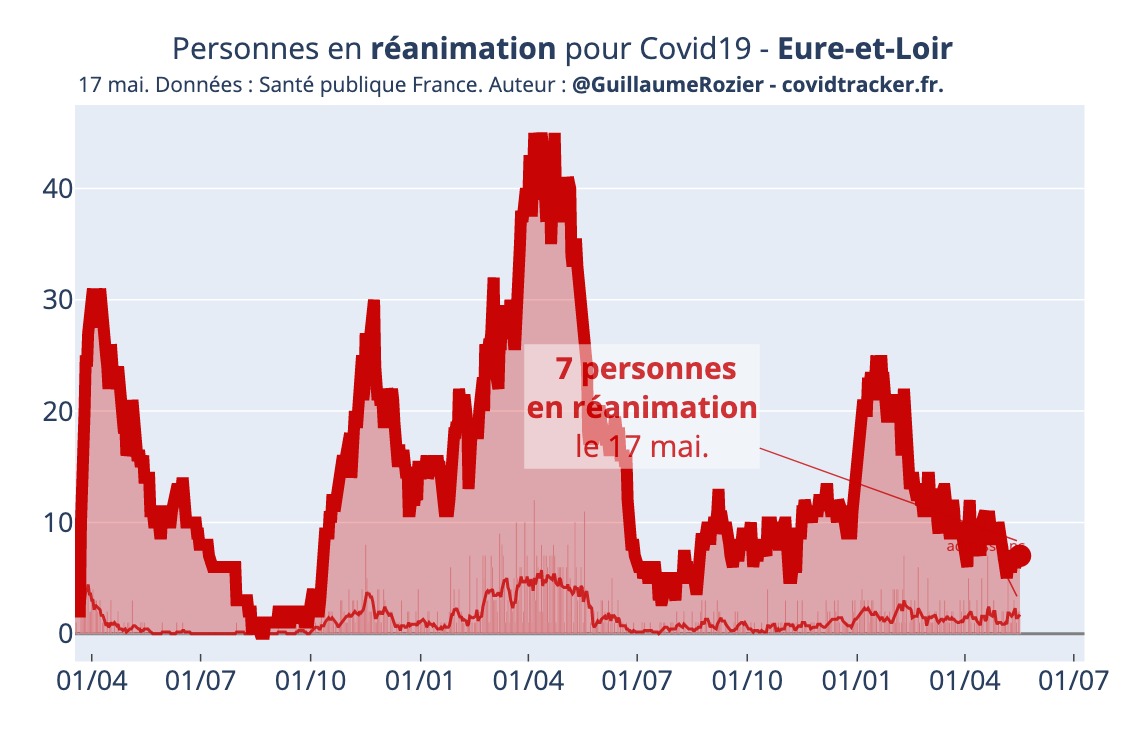 Personnes en réanimation pour Covid19 - Eure-et-Loir
17 mai. Données : Santé publique France. Auteur : @GuillaumeRozier - covidtracker.fr.
40
30
7 personnes
en réanimation
le 17 mai.
20
10
0
01/04 01/07 01/10 01/01 01/04 01/07 01/10 01/01 01/04 01/07